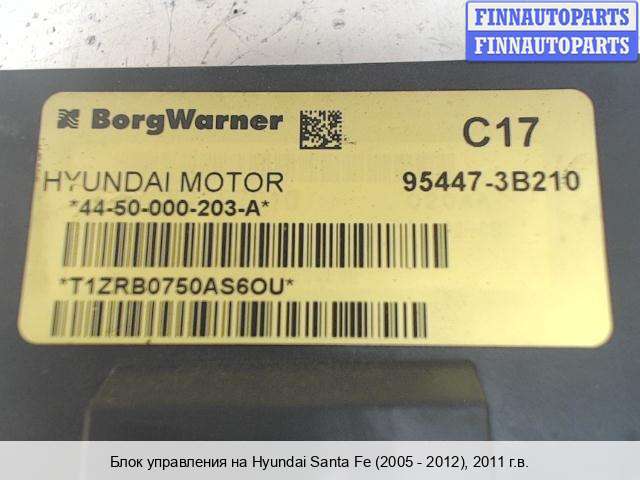 FINNAUTOPARTS
FINNAUTOPARTS
BorgWarner
C17
HYUNDAI MOTOR
95447-3B210
*44-50-000-203-A*
*T1ZRB0750AS6OU*
Блок управления на Hyundai Santa Fe (2005 - 2012), 2011 г.в.